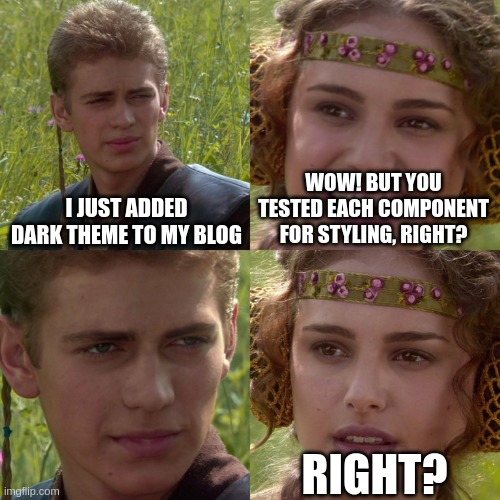 I JUST ADDED
DARK THEME TO MY BLOG
WOW! BUT YOU
TESTED EACH COMPONENT
FOR STYLING, RIGHT?
RIGHT?
imgflip.com